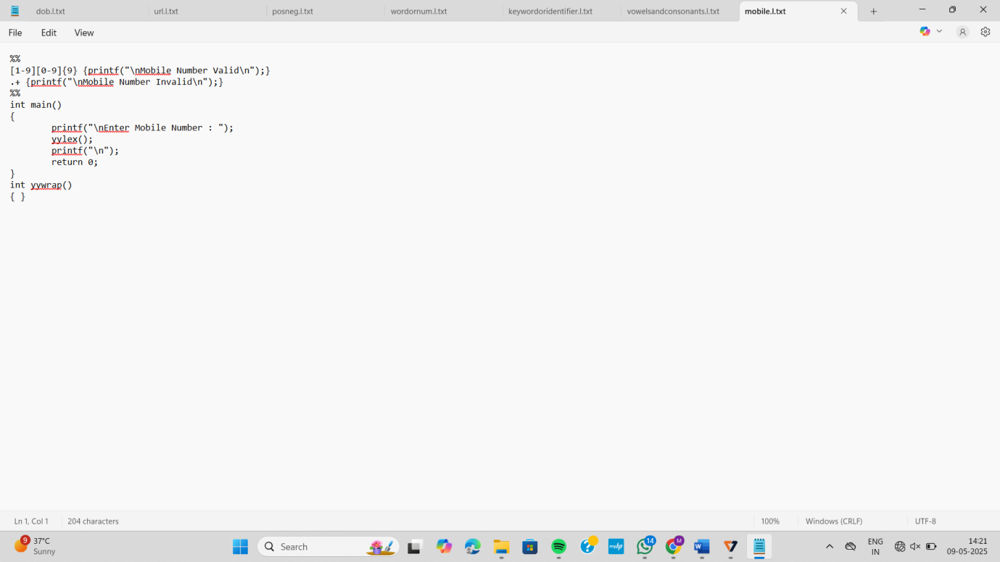 dob.l.txt
url.l.txt
posneg.l.txt
wordornum.l.txt
keywordoridentifier.l.txt
vowelsandconsonants.l.txt
mobile.l.txt
File
Edit
View
%%
[1-9][0-9]{9} {printf("\nMobile Number Valid\n");}
.+ {printf("\nMobile Number Invalid\n");}
%%
int main()
{
printf("\nEnter Mobile Number : ");
yylex();
printf("\n");
return 0;
}
int yywrap()
{ }
Ln 1, Col 1
204 characters
100%
Windows (CRLF)
UTF-8
9
37°C
Sunny
Search
myhp
14
M
ENG
IN
14:21
09-05-2025